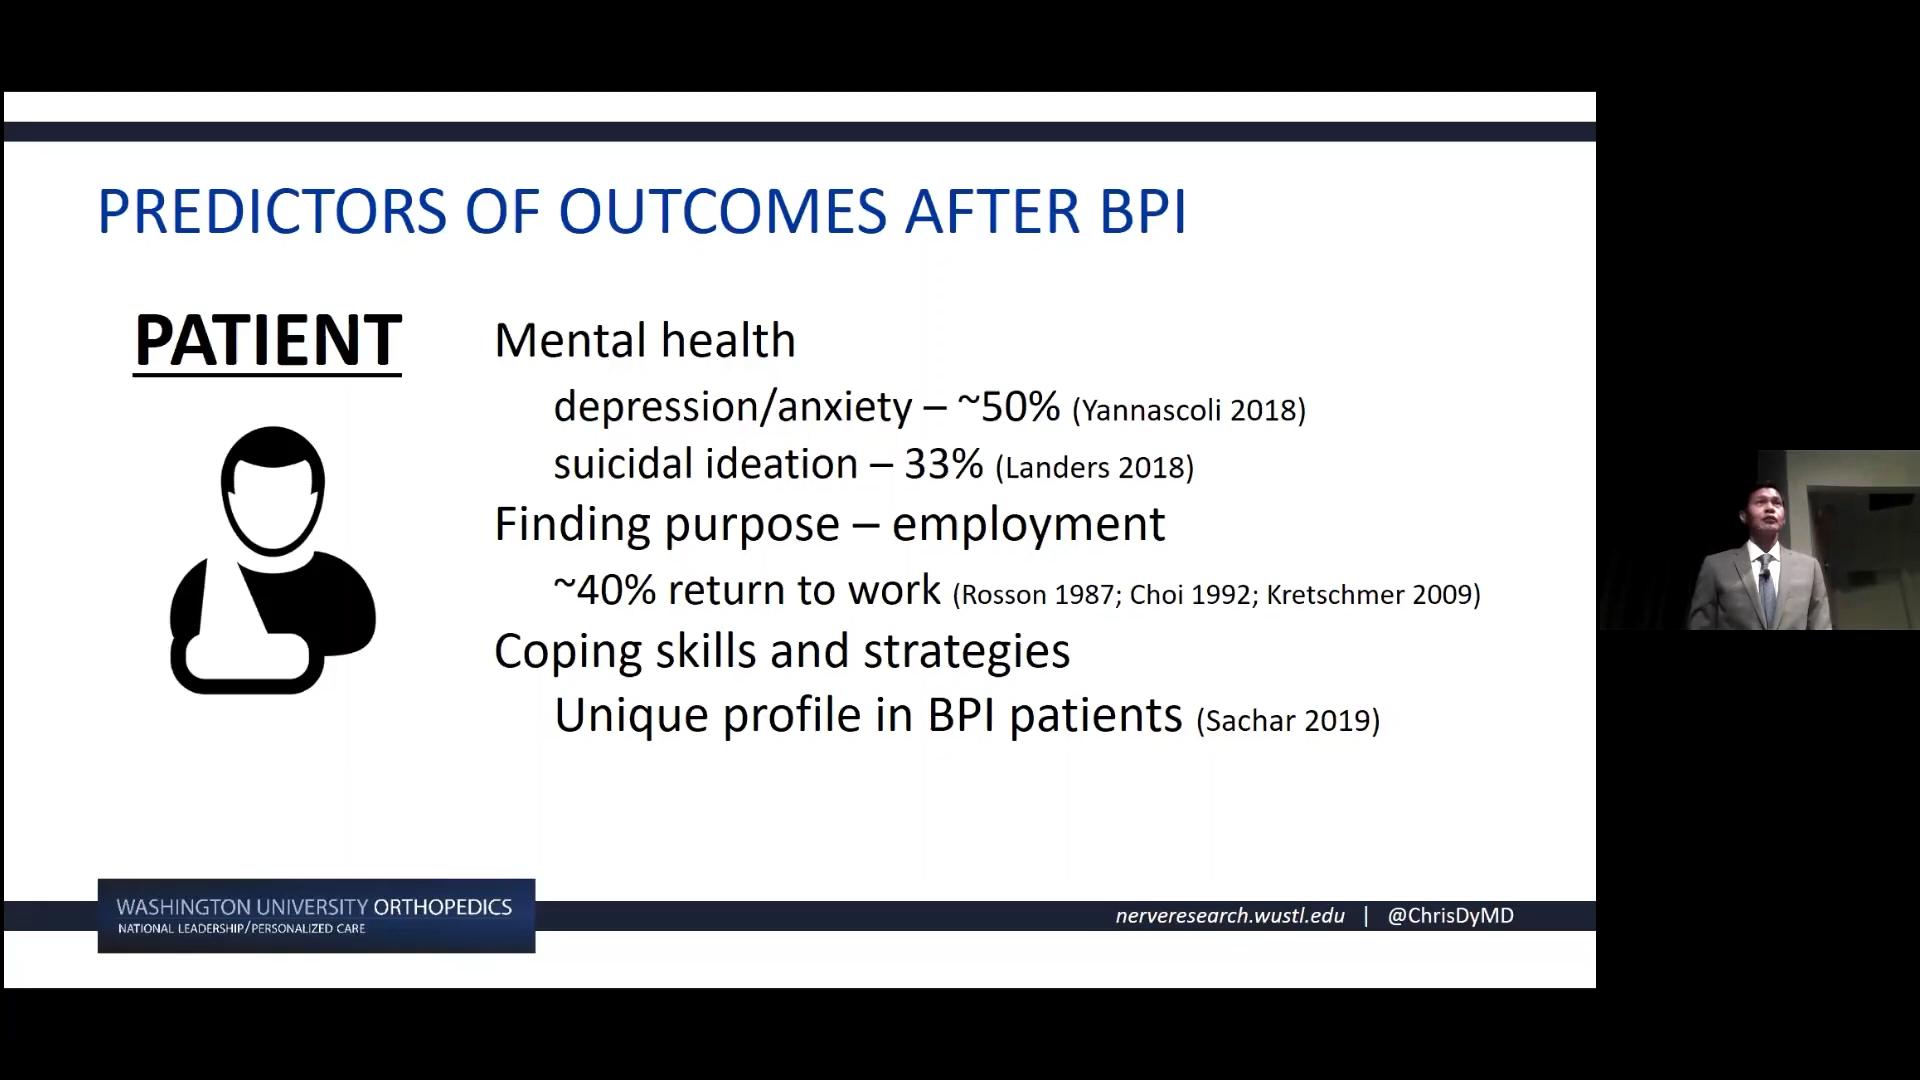 PREDICTORS OF OUTCOMES AFTER BPI
PATIENT
Mental health
depression/anxiety – ~50% (Yannascoli 2018)
suicidal ideation – 33% (Landers 2018)
Finding purpose – employment
~40% return to work (Rosson 1987; Choi 1992; Kretschmer 2009)
Coping skills and strategies
Unique profile in BPI patients (Sachar 2019)
WASHINGTON UNIVERSITY ORTHOPEDICS
NATIONAL LEADERSHIP/PERSONALIZED CARE
nerveresearch.wustl.edu | @ChrisDyMD